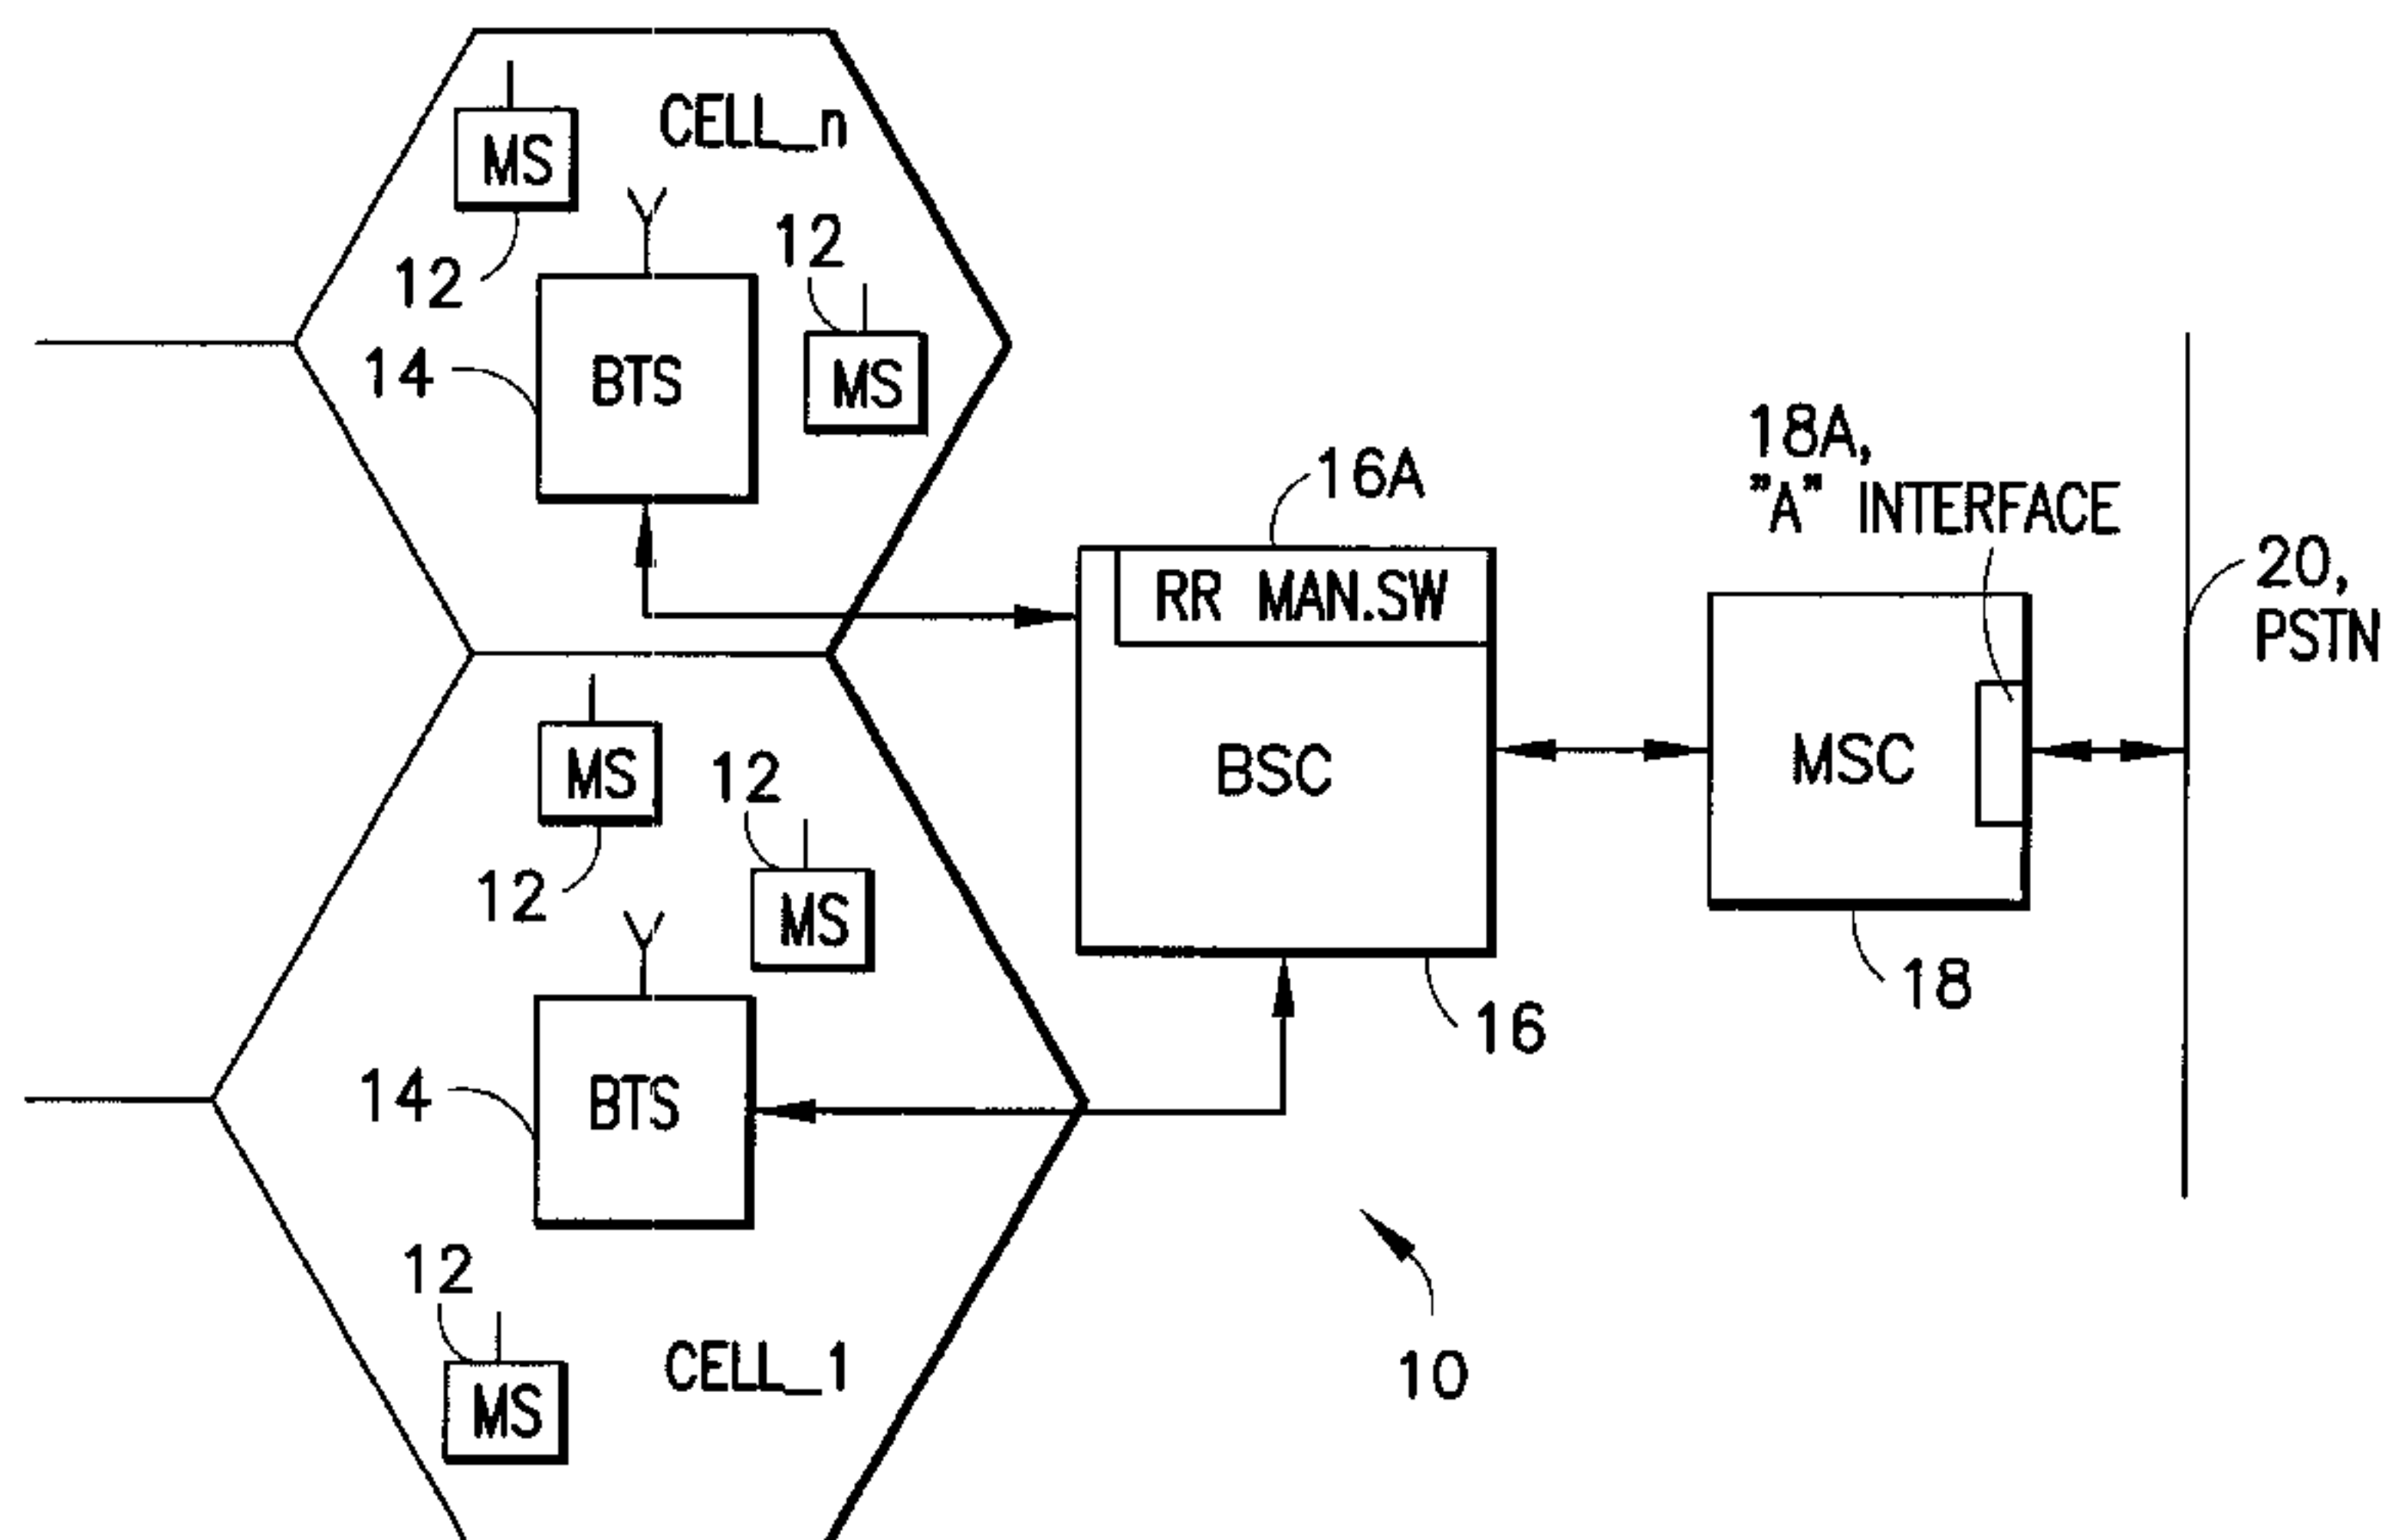 CELL_n
MS
12
12
14
BTS
MS
16A
RR MAN.SW
BSC
16
18A,
"A" INTERFACE
MSC
18
20,
PSTN
MS
12
12
MS
14
BTS
12
MS
CELL_1
10